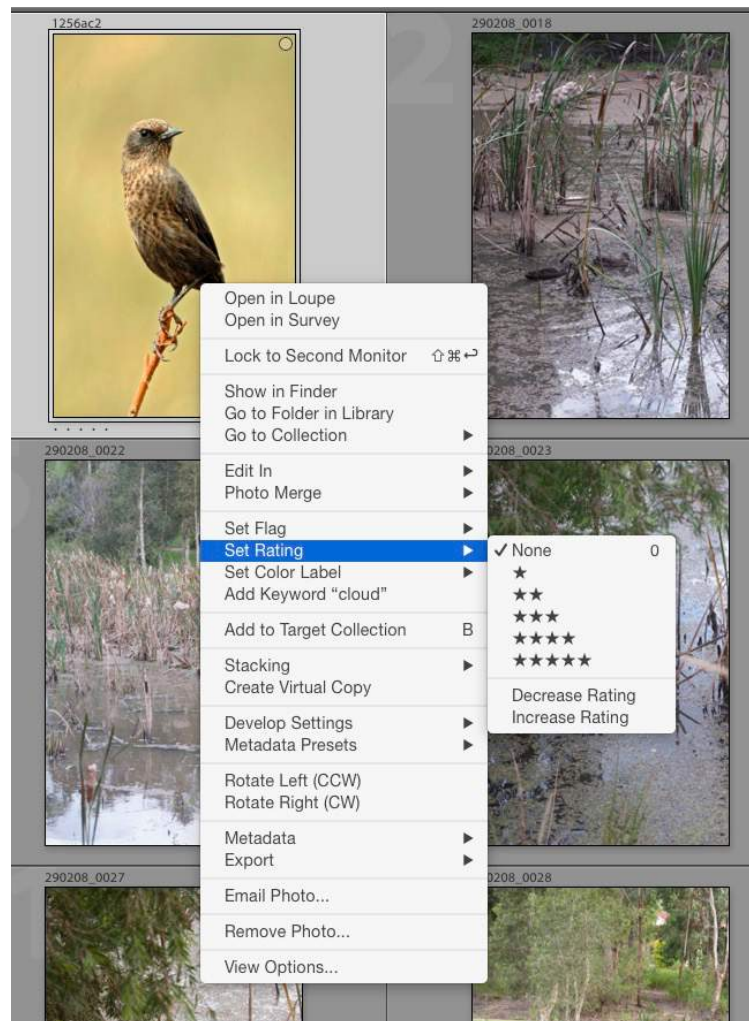 1256ac2
290208_0018
2
Open in Loupe
Open in Survey
Lock to Second Monitor ⇧⌘↩
Show in Finder
Go to Folder in Library
Go to Collection ▶
290208_0022
0208_0023
Edit In ▶
Photo Merge ▶
Set Flag ▶
Set Rating ▶
Set Color Label ▶
Add Keyword “cloud”
Add to Target Collection B
Stacking ▶
Create Virtual Copy
Develop Settings ▶
Metadata Presets ▶
Rotate Left (CCW)
Rotate Right (CW)
Metadata ▶
Export ▶
Email Photo...
Remove Photo...
View Options...
✓ None 0
★
★★
★★★
★★★★
★★★★★
Decrease Rating
Increase Rating
290208_0027
0208_0028